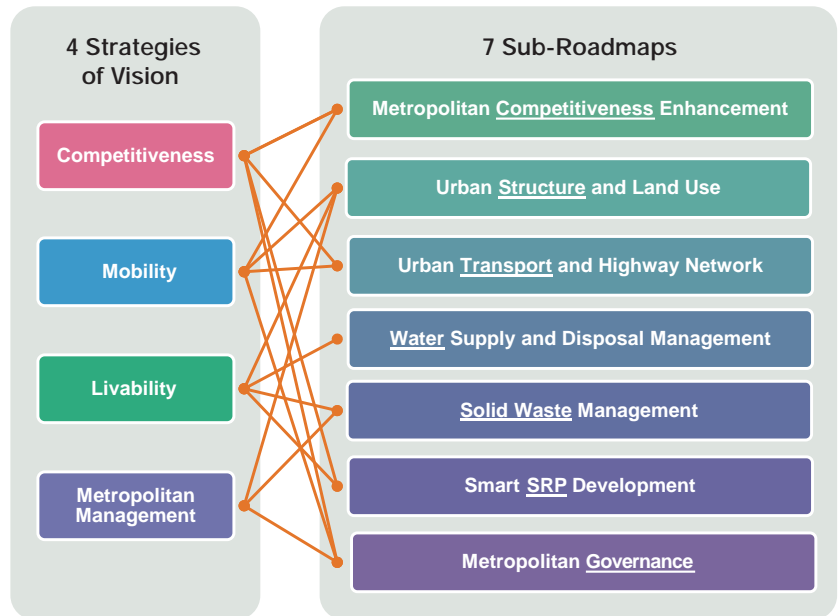 4 Strategies
of Vision
Competitiveness
Mobility
Livability
Metropolitan
Management
7 Sub-Roadmaps
Metropolitan Competitiveness Enhancement
Urban Structure and Land Use
Urban Transport and Highway Network
Water Supply and Disposal Management
Solid Waste Management
Smart SRP Development
Metropolitan Governance